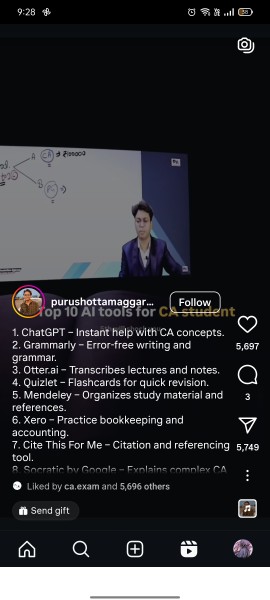 9:28
A
CA
B
purushottamaggar...
Follow
Top 10 AI tools for CA student
1. ChatGPT – Instant help with CA concepts.
2. Grammarly – Error-free writing and
grammar.
3. Otter.ai – Transcribes lectures and notes.
4. Quizlet – Flashcards for quick revision.
5. Mendeley – Organizes study material and
references.
6. Xero – Practice bookkeeping and
accounting.
7. Cite This For Me – Citation and referencing
tool.
8. Socratic by Google – Explains complex CA
5,697
3
5,749
Liked by ca.exam and 5,696 others
Send gift